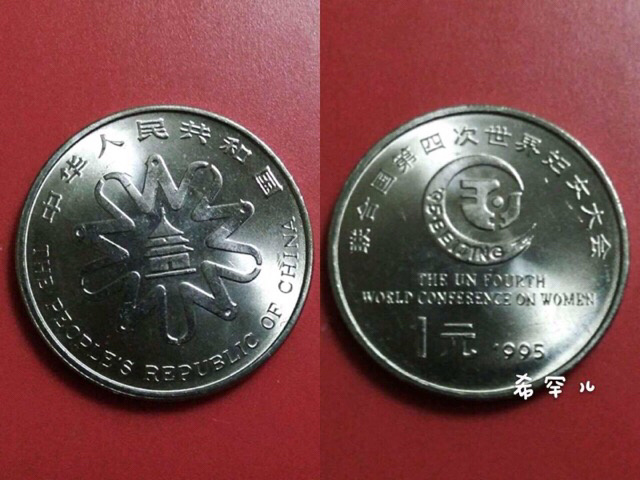 中华人民共和国
THE PEOPLE'S REPUBLIC OF CHINA
联合国第四次世界妇女大会
BEIJING
THE UN FOURTH
WORLD CONFERENCE ON WOMEN
1元 1995
希罕儿